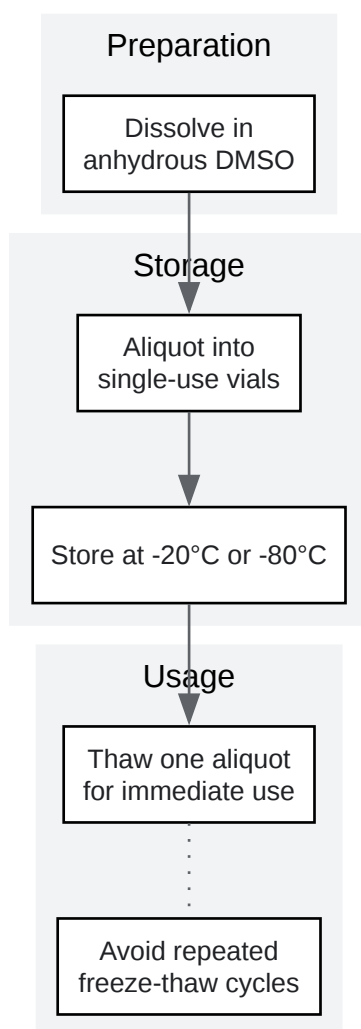 Preparation
Dissolve in
anhydrous DMSO
Storage
Aliquot into
single-use vials
Store at -20°C or -80°C
Usage
Thaw one aliquot
for immediate use
Avoid repeated
freeze-thaw cycles